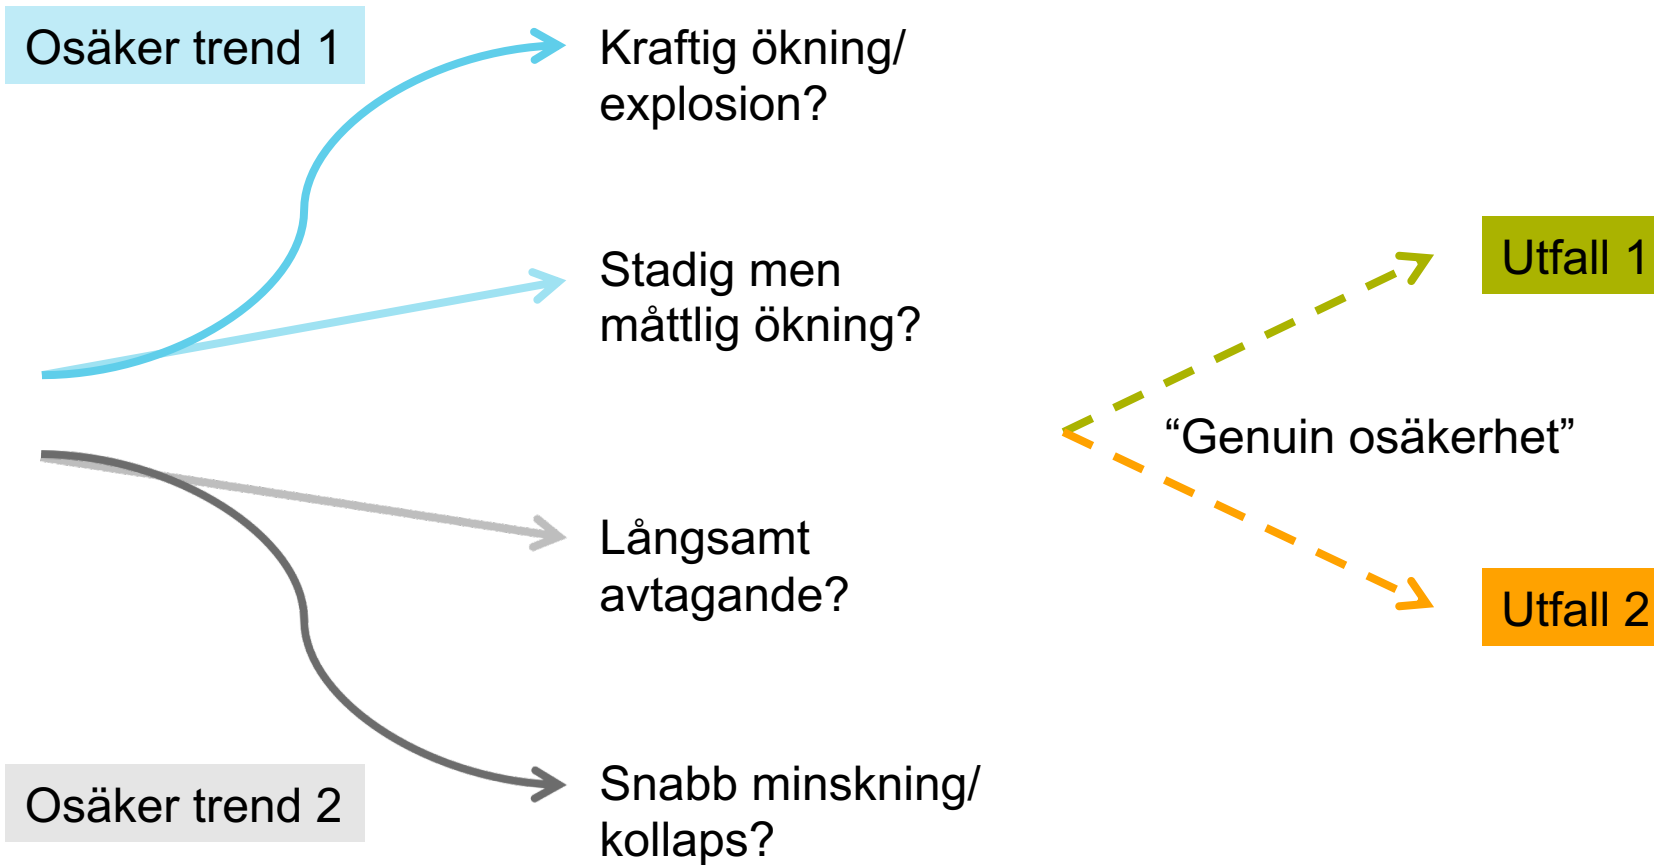 Osäker trend 1
Kraftig ökning/
explosion?
Stadig men
måttlig ökning?
Långsamt
avtagande?
Osäker trend 2
Snabb minskning/
kollaps?
Utfall 1
“Genuin osäkerhet”
Utfall 2